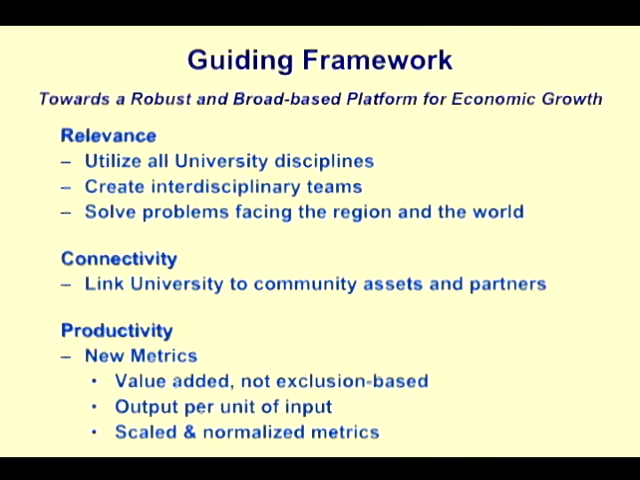 Guiding Framework
Towards a Robust and Broad-based Platform for Economic Growth
Relevance
– Utilize all University disciplines
– Create interdisciplinary teams
– Solve problems facing the region and the world
Connectivity
– Link University to community assets and partners
Productivity
– New Metrics
• Value added, not exclusion-based
• Output per unit of input
• Scaled & normalized metrics